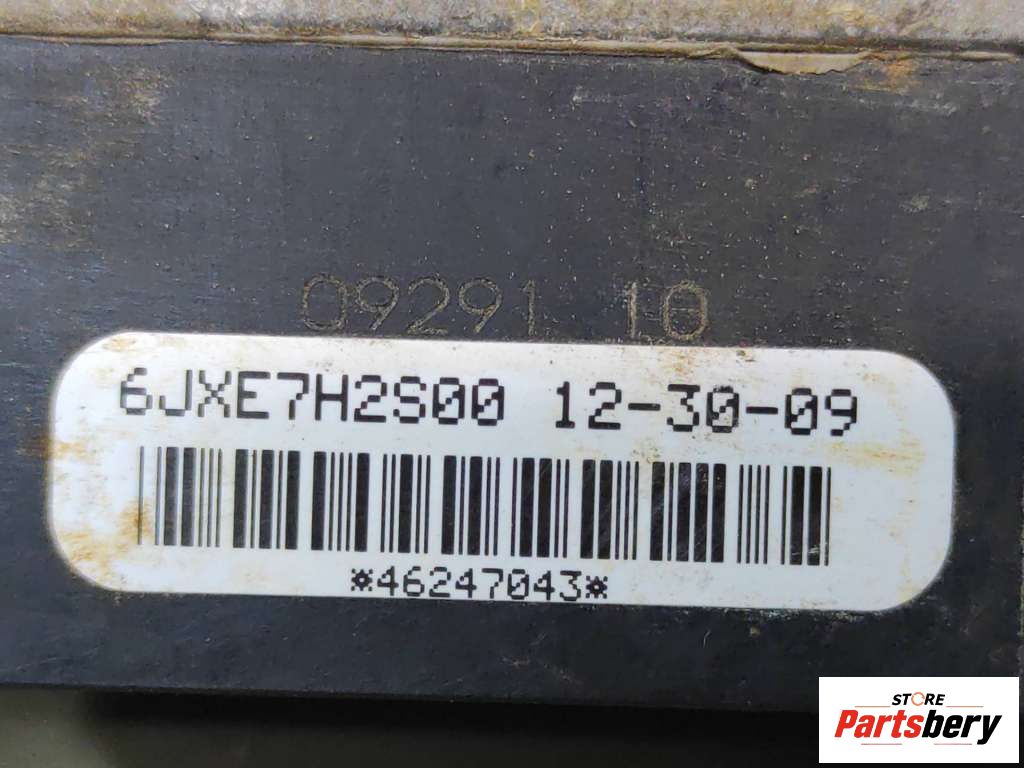 09291 10
6JXE7H2S00 12-30-09
*46247043*
STORE
Partsbery